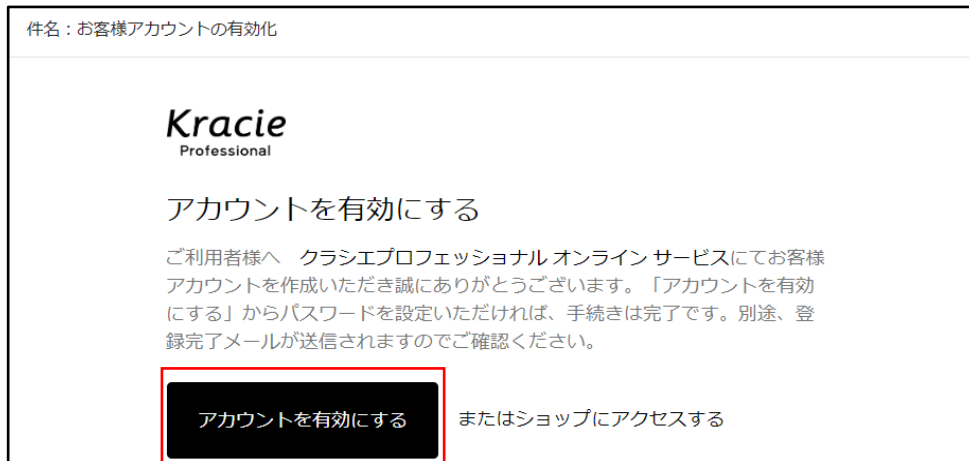 件名：お客様アカウントの有効化
Kracie
Professional
アカウントを有効にする
ご利用者様へ　クラシエプロフェッショナル オンライン サービスにてお客様
アカウントを作成いただき誠にありがとうございます。「アカウントを有効
にする」からパスワードを設定いただければ、手続きは完了です。別途、登
録完了メールが送信されますのでご確認ください。
アカウントを有効にする　またはショップにアクセスする